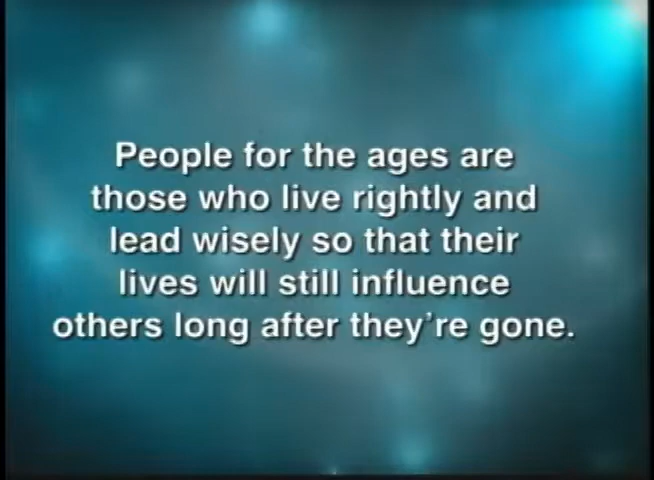 People for the ages are
those who live rightly and
lead wisely so that their
lives will still influence
others long after they're gone.